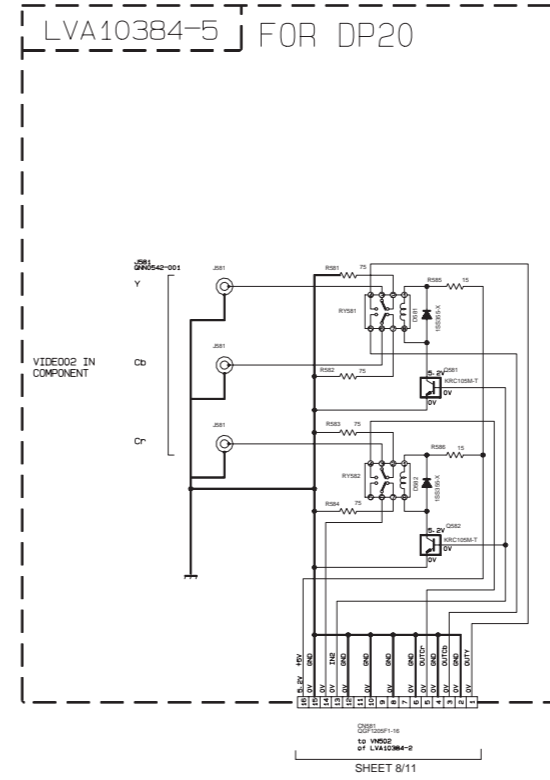 LVA10384-5
FOR DP20
J581
QNN0542-001
Y
J581
R581
75
R585
15
RY581
D581
1SS355-X
VIDEO02 IN
COMPONENT
Cb
J581
R582
75
5.2V
Q581
KRC105M-T
0V
0V
Cr
J581
R583
75
R586
15
RY582
D582
1SS355-X
R584
75
5.2V
Q582
KRC105M-T
0V
0V
+5V
GND
IN2
GND
GND
GND
GND
OUTCr
GND
OUTCb
GND
OUTY
5.2V
0V
0V
0V
0V
0V
0V
0V
0V
0V
0V
0V
0V
0V
16
15
14
13
12
11
10
9
8
7
6
5
4
3
2
1
CN581
QGF1205F1-16
to VN502
of LVA10384-2
SHEET 8/11